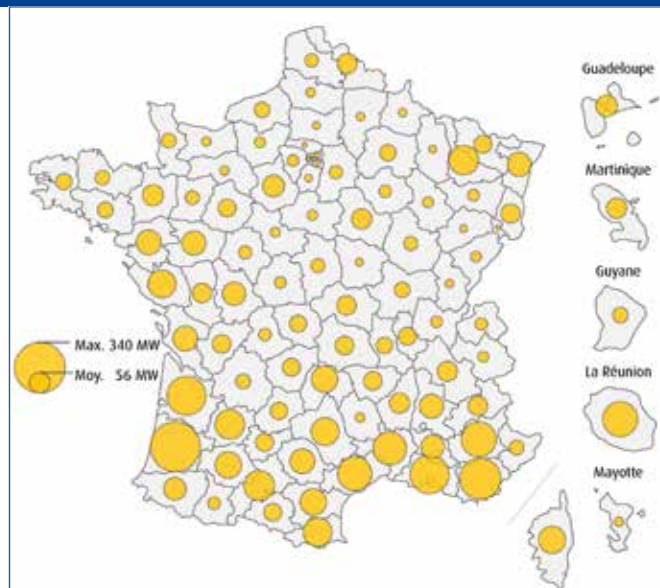 Guadeloupe
Martinique
Guyane
Max. 340 MW
Moy. 56 MW
La Réunion
Mayotte